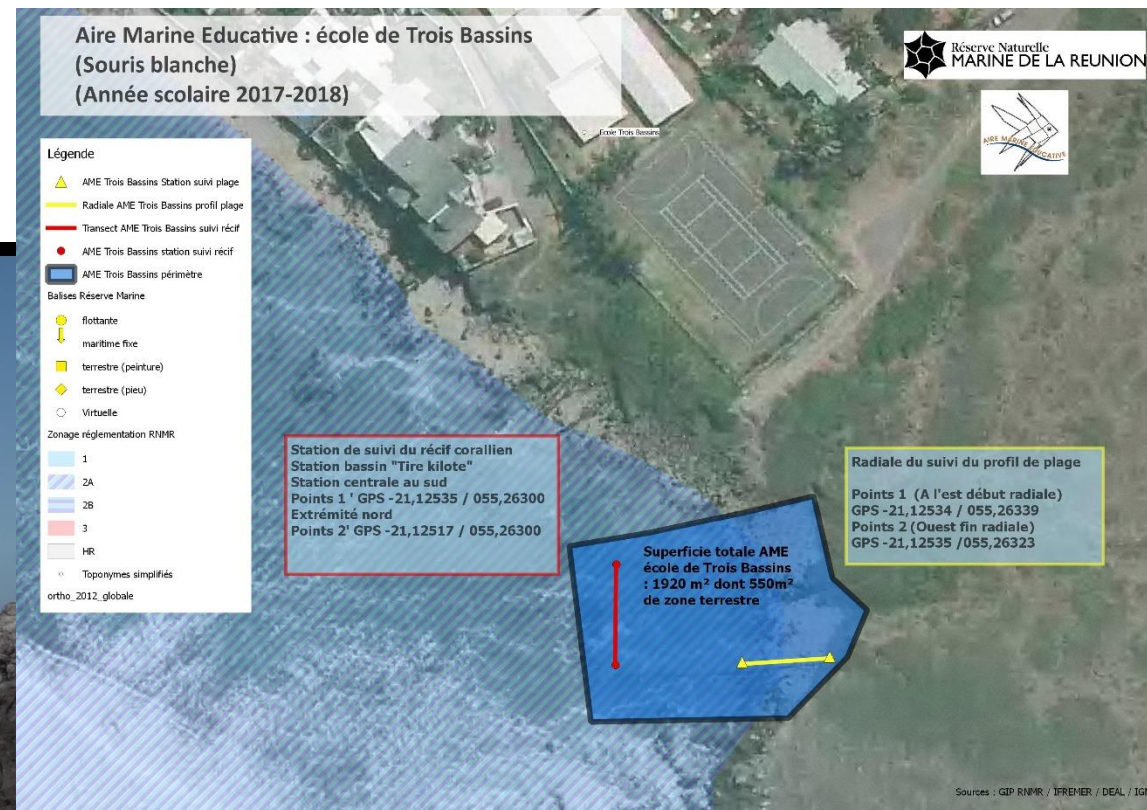 Aire Marine Educative : école de Trois Bassins
(Souris blanche)
(Année scolaire 2017-2018)
Réserve Naturelle
MARINE DE LA REUNION
AIRE MARINE EDUCATIVE
Ecole Trois Bassins
Légende
AME Trois Bassins Station suivi plage
Radiale AME Trois Bassins profil plage
Transect AME Trois Bassins suivi récif
AME Trois Bassins station suivi récif
AME Trois Bassins périmètre
Balises Réserve Marine
flottante
maritime fixe
terrestre (peinture)
terrestre (pieu)
Virtuelle
Zonage réglementation RNMR
1
2A
2B
3
HR
Toponymes simplifiés
ortho_2012_globale
Station de suivi du récif corallien
Station bassin "Tire kilote"
Station centrale au sud
Points 1 ' GPS -21,12535 / 055,26300
Extrémité nord
Points 2' GPS -21,12517 / 055,26300
Radiale du suivi du profil de plage
Points 1 (A l'est début radiale)
GPS -21,12534 / 055,26339
Points 2 (Ouest fin radiale)
GPS -21,12535 /055,26323
Superficie totale AME
école de Trois Bassins
: 1920 m² dont 550m²
de zone terrestre
Sources : GIP RNMR / IFREMER / DEAL / IG